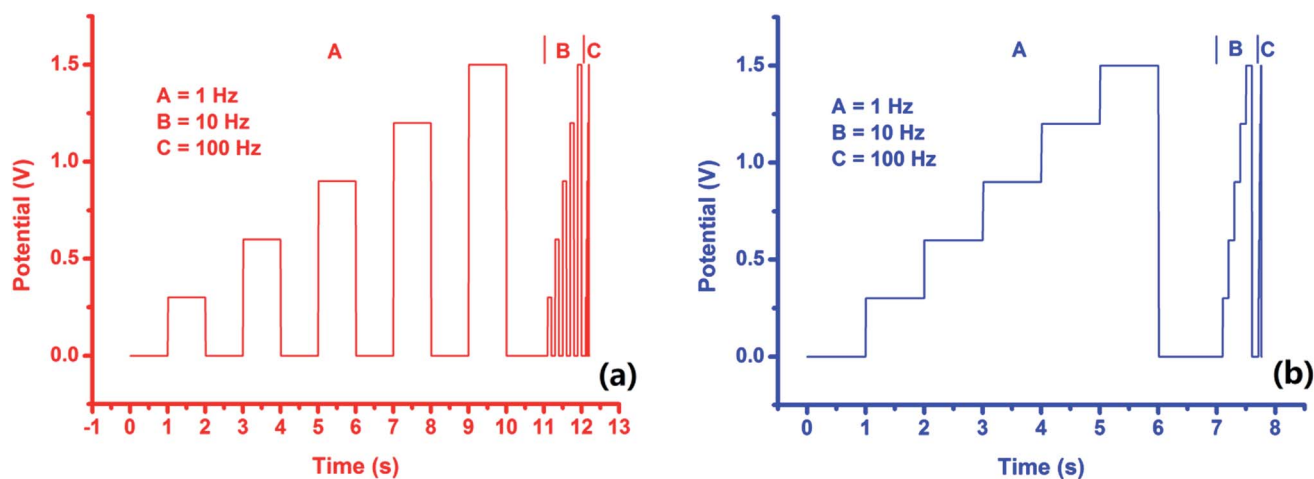 A
B
C
A = 1 Hz
B = 10 Hz
C = 100 Hz
Potential (V)
1.5
1.0
0.5
0.0
-1 0 1 2 3 4 5 6 7 8 9 10 11 12 13
Time (s)
(a)
A
B
C
A = 1 Hz
B = 10 Hz
C = 100 Hz
Potential (V)
1.5
1.0
0.5
0.0
0 1 2 3 4 5 6 7 8
Time (s)
(b)